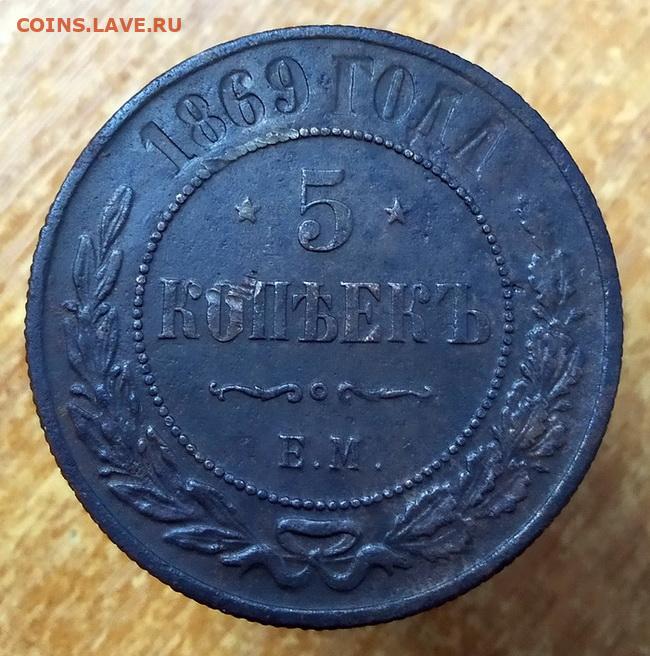 COINS.LAVE.RU
1869 ГОДА
5
КОПѢЕКЪ
Е.М.